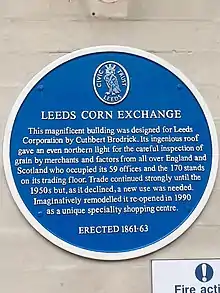 CIVIC TRUST
LEEDS
LEEDS CORN EXCHANGE
This magnificent building was designed for Leeds
Corporation by Cuthbert Brodrick. Its ingenious roof
gave an even northern light for the careful inspection of
grain by merchants and factors from all over England and
Scotland who occupied its 59 offices and the 170 stands
on its trading floor. Trade continued strongly until the
1950s but, as it declined, a new use was needed.
Imaginatively remodelled it re-opened in 1990
as a unique speciality shopping centre.
ERECTED 1861-63
Fire acti